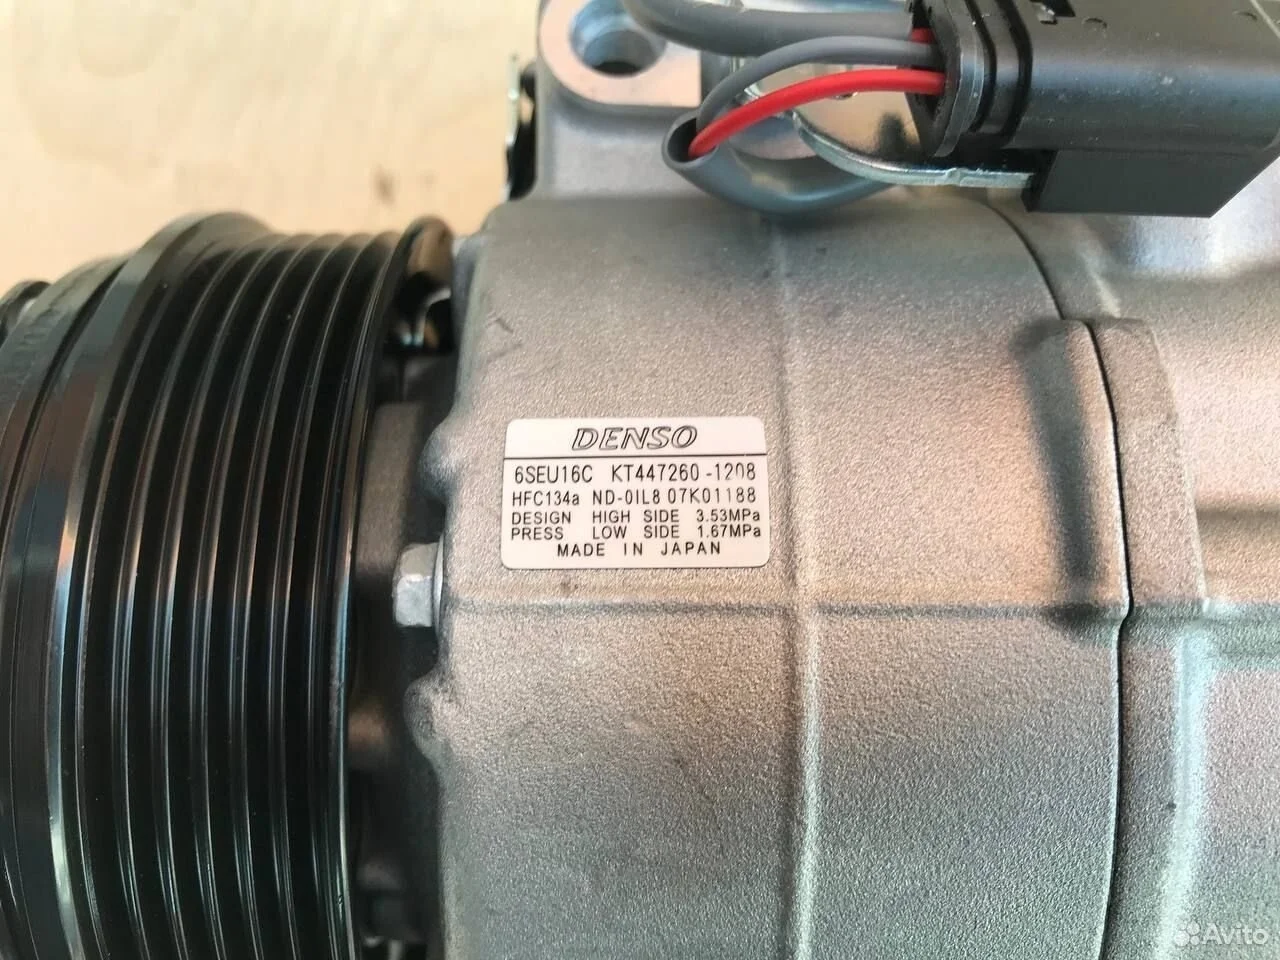 DENSO
6SEU16C KT447260-1208
HFC134a ND-OIL8 07K01188
DESIGN HIGH SIDE 3.53MPa
PRESS LOW SIDE 1.67MPa
MADE IN JAPAN
Avito